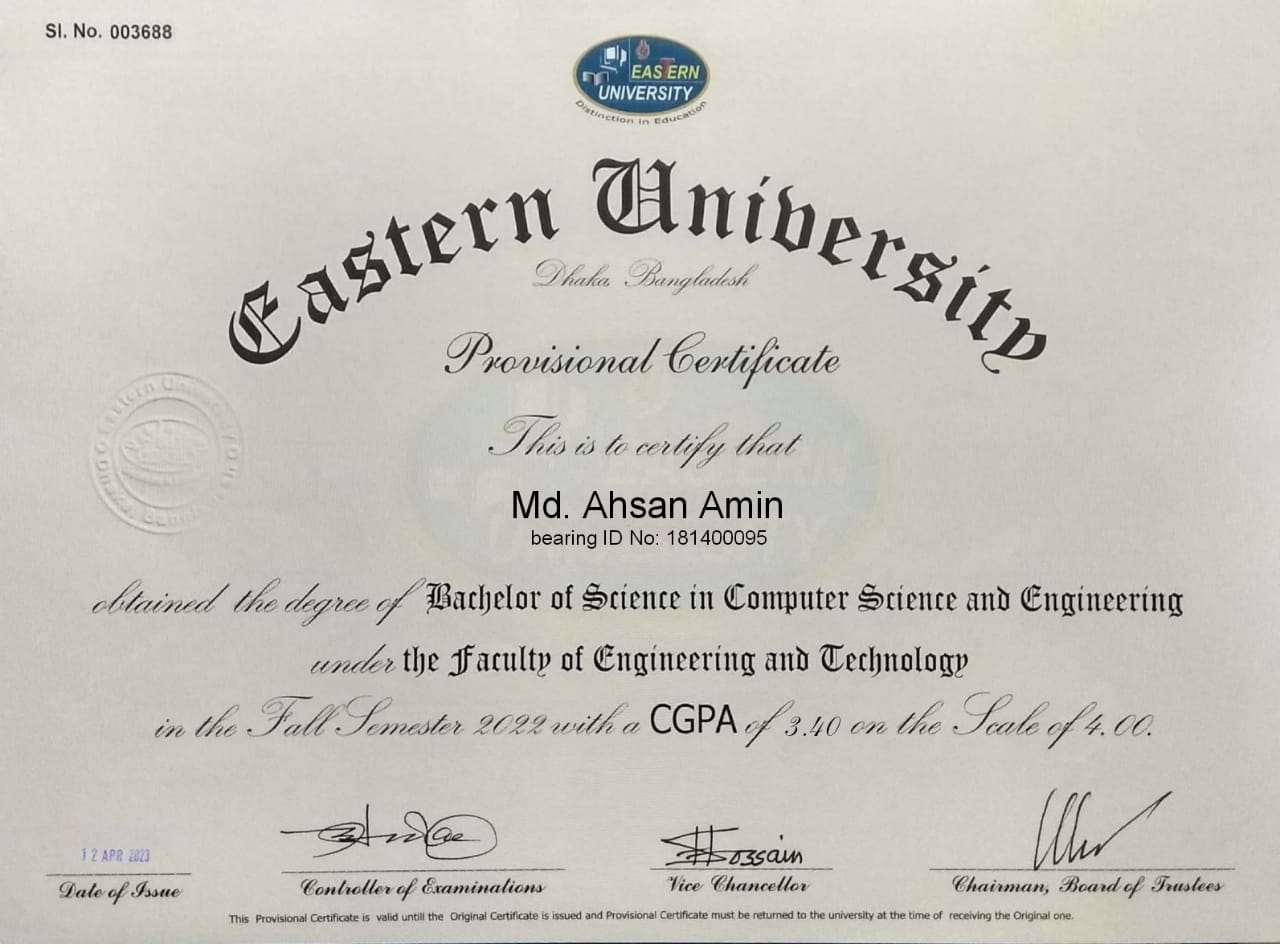 Sl. No. 003688
EASTERN
UNIVERSITY
Distinction in Education
Eastern University
Dhaka, Bangladesh
Provisional Certificate
This is to certify that
Md. Ahsan Amin
bearing ID No: 181400095
obtained the degree of Bachelor of Science in Computer Science and Engineering
under the Faculty of Engineering and Technology
in the Fall Semester 2022 with a CGPA of 3.40 on the Scale of 4.00.
12 APR 2023
Hossain
Date of Issue
Controller of Examinations
Vice Chancellor
Chairman, Board of Trustees
This Provisional Certificate is valid untill the Original Certificate is issued and Provisional Certificate must be returned to the university at the time of receiving the Original one.